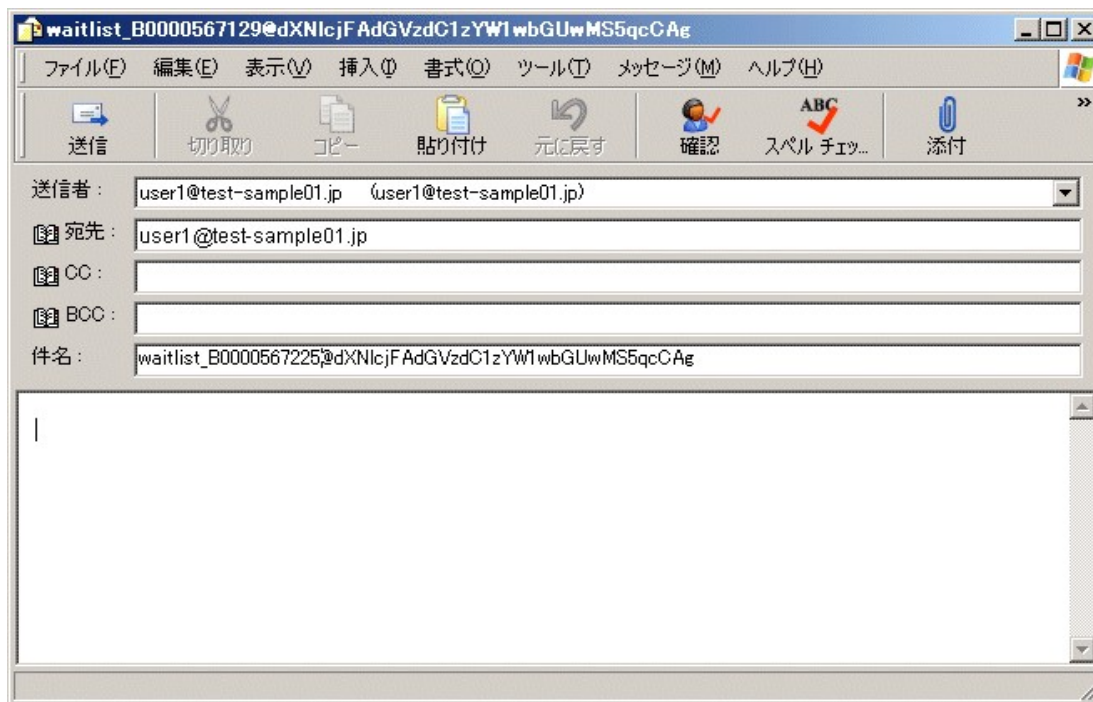 waitlist_B0000567129@dXNlcjFAdGVzdC1zYW1wbGUwMS5qcCAg
ファイル(F) 編集(E) 表示(V) 挿入(I) 書式(O) ツール(T) メッセージ(M) ヘルプ(H)
送信 切り取り コピー 貼り付け 元に戻す 確認 ABC スペル チェッ... 添付 »
送信者: user1@test-sample01.jp (user1@test-sample01.jp)
宛先: user1@test-sample01.jp
CC:
BCC:
件名: waitlist_B0000567225@dXNlcjFAdGVzdC1zYW1wbGUwMS5qcCAg